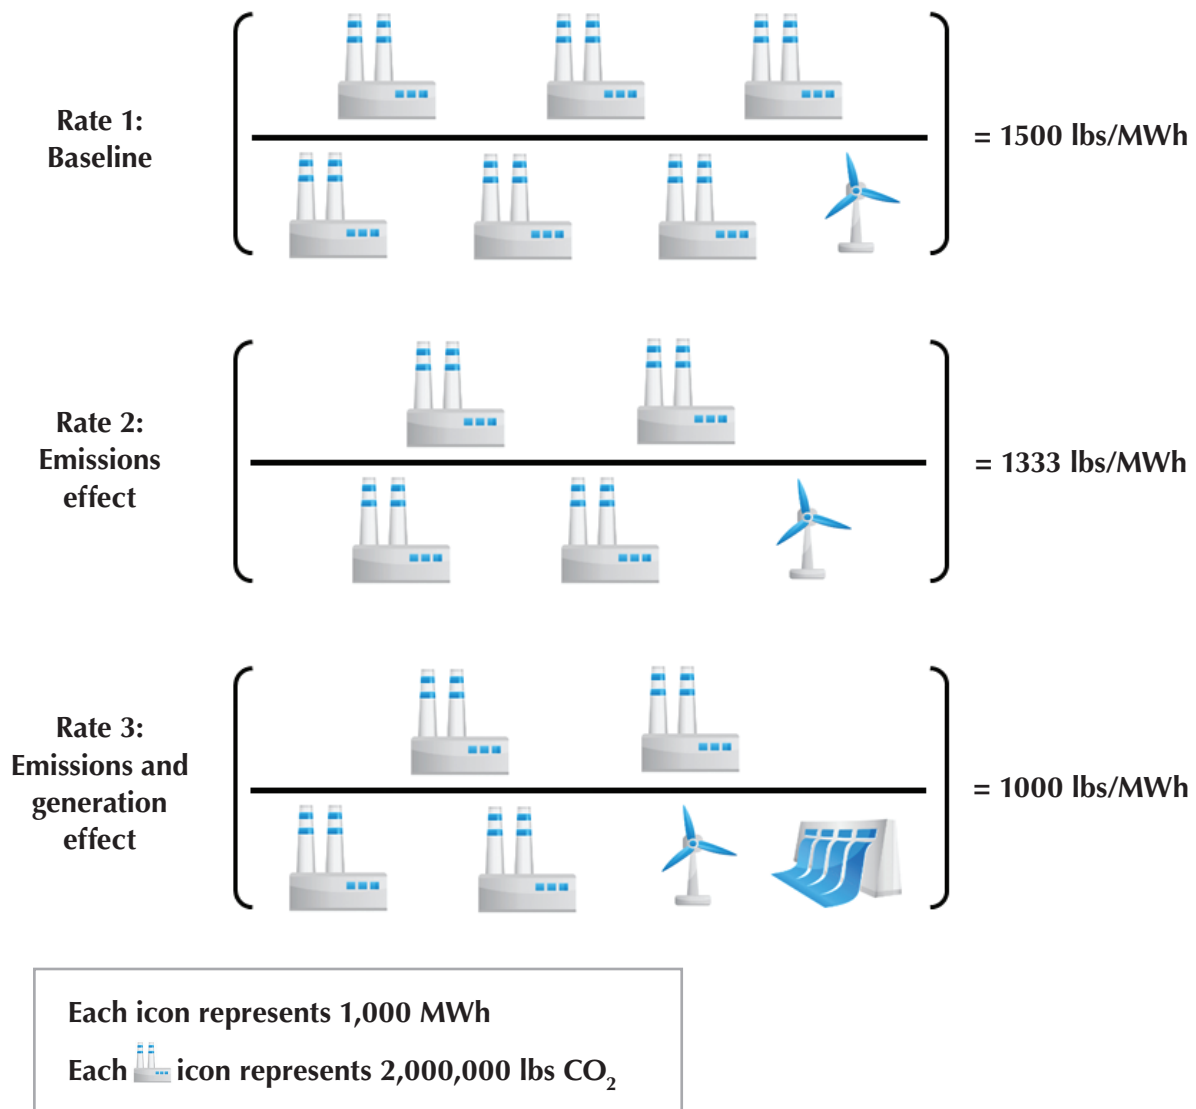 Rate 1:
Baseline
= 1500 lbs/MWh
Rate 2:
Emissions
effect
= 1333 lbs/MWh
Rate 3:
Emissions and
generation
effect
= 1000 lbs/MWh
Each icon represents 1,000 MWh
Each icon represents 2,000,000 lbs CO₂